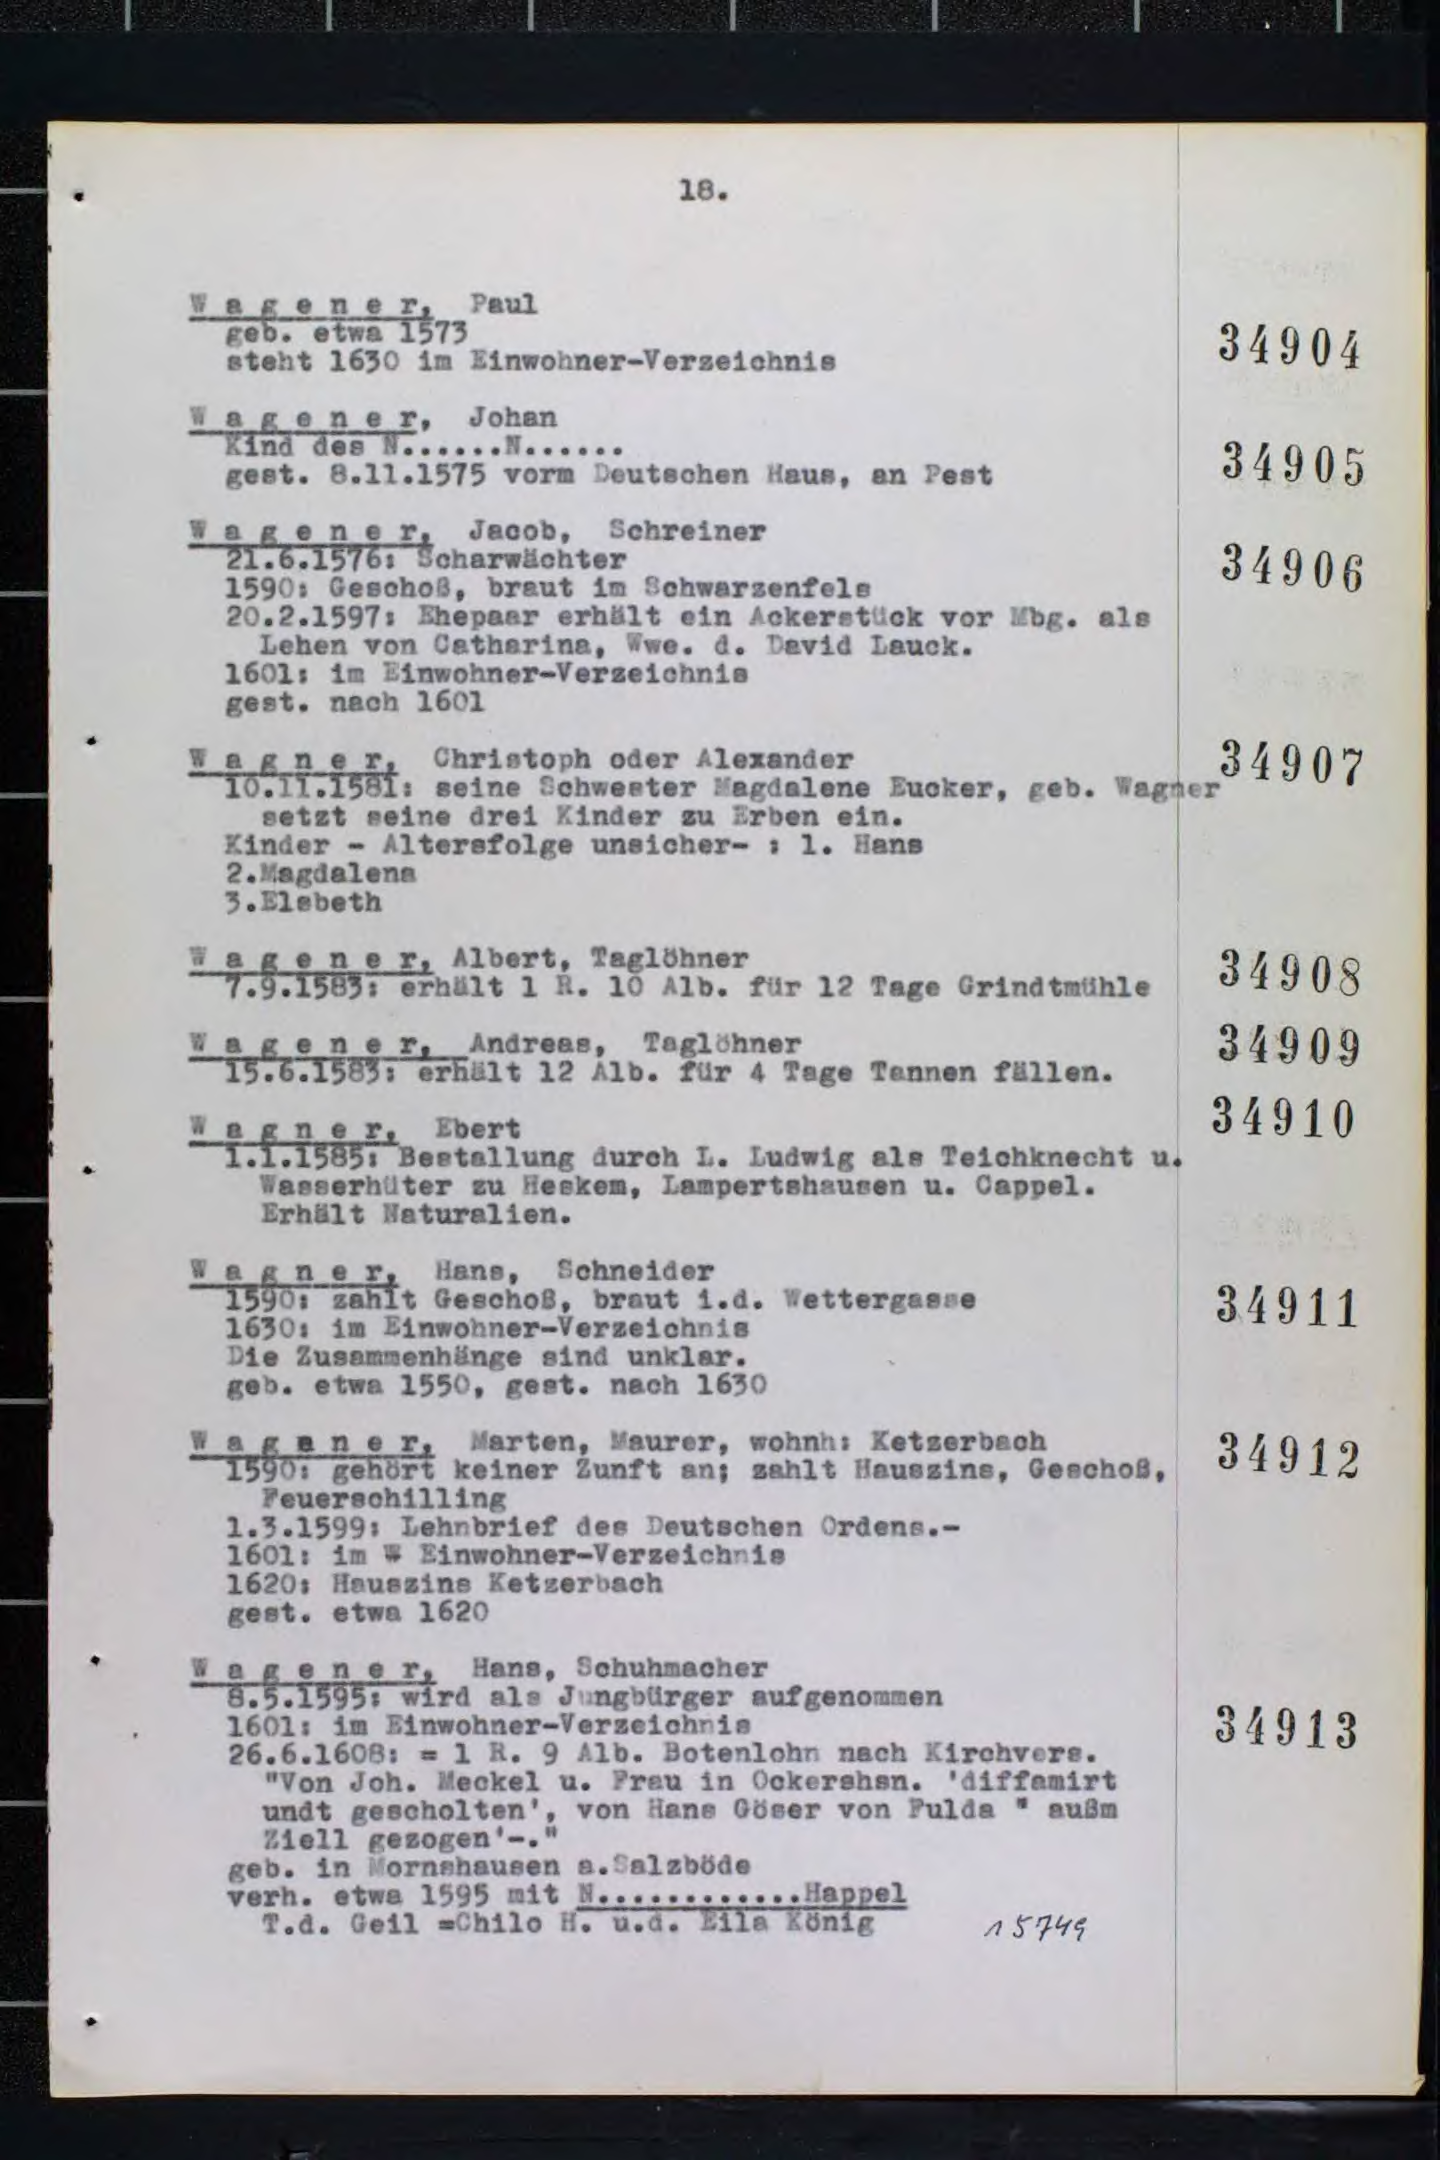 18.
W a g e n e r, Paul
geb. etwa 1573
34904
steht 1630 im Einwohner-Verzeichnis
W a g e n e r, Johan
Kind des N.......N.......
34905
gest. 8.11.1575 vorm Deutschen Haus, an Pest
W a g e n e r, Jacob, Schreiner
21.6.1576: Scharwächter
34906
1590: Geschoß, braut im Schwarzenfels
20.2.1597: Ehepaar erhält ein Ackerstück vor Mbg. als
Lehen von Catharina, Wwe. d. David Lauck.
1601: im Einwohner-Verzeichnis
gest. nach 1601
W a g n e r, Christoph oder Alexander
34907
10.11.1581: seine Schwester Magdalene Eucker, geb. Wagner
setzt seine drei Kinder zu Erben ein.
Kinder - Altersfolge unsicher- : 1. Hans
2.Magdalena
3.Elsbeth
W a g e n e r, Albert, Taglöhner
34908
7.9.1583: erhält 1 R. 10 Alb. für 12 Tage Grindtmühle
W a g e n e r, Andreas, Taglöhner
34909
15.6.1583: erhält 12 Alb. für 4 Tage Tannen fällen.
W a g n e r, Ebert
34910
1.1.1585: Bestallung durch L. Ludwig als Teichknecht u.
Wasserhüter zu Heskem, Lampertshausen u. Cappel.
Erhält Naturalien.
W a g n e r, Hans, Schneider
1590: zahlt Geschoß, braut i.d. Wettergasse
34911
1630: im Einwohner-Verzeichnis
Die Zusammenhänge sind unklar.
geb. etwa 1550, gest. nach 1630
W a g e n e r, Marten, Maurer, wohnh: Ketzerbach
34912
1590: gehört keiner Zunft an; zahlt Hauszins, Geschoß,
Feuerschilling
1.3.1599: Lehnbrief des Deutschen Ordens.-
1601: im W Einwohner-Verzeichnis
1620: Hauszins Ketzerbach
gest. etwa 1620
W a g e n e r, Hans, Schuhmacher
8.5.1595: wird als Jungbürger aufgenommen
1601: im Einwohner-Verzeichnis
34913
26.6.1608: = 1 R. 9 Alb. Botenlohn nach Kirchvers.
"Von Joh. Meckel u. Frau in Ockershsn. 'diffamirt
undt gescholten', von Hans Göser von Fulda " außm
Ziell gezogen'-."
geb. in Mornshausen a.Salzböde
verh. etwa 1595 mit N............Happel
T.d. Geil =Chilo H. u.d. Eila König 15749